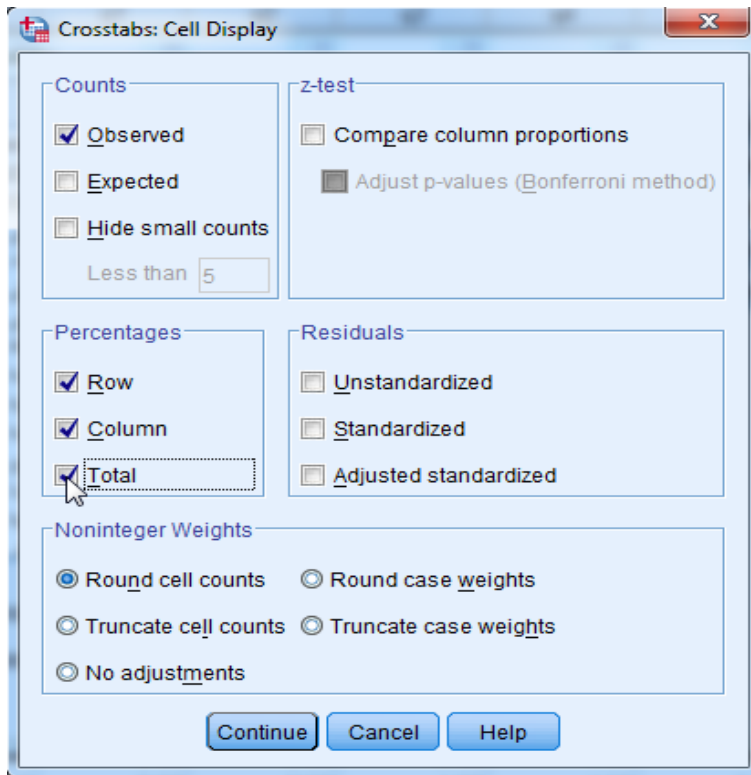 Crosstabs: Cell Display
Counts
Observed
Expected
Hide small counts
Less than 5
z-test
Compare column proportions
Adjust p-values (Bonferroni method)
Percentages
Row
Column
Total
Residuals
Unstandardized
Standardized
Adjusted standardized
Noninteger Weights
Round cell counts Round case weights
Truncate cell counts Truncate case weights
No adjustments
Continue Cancel Help